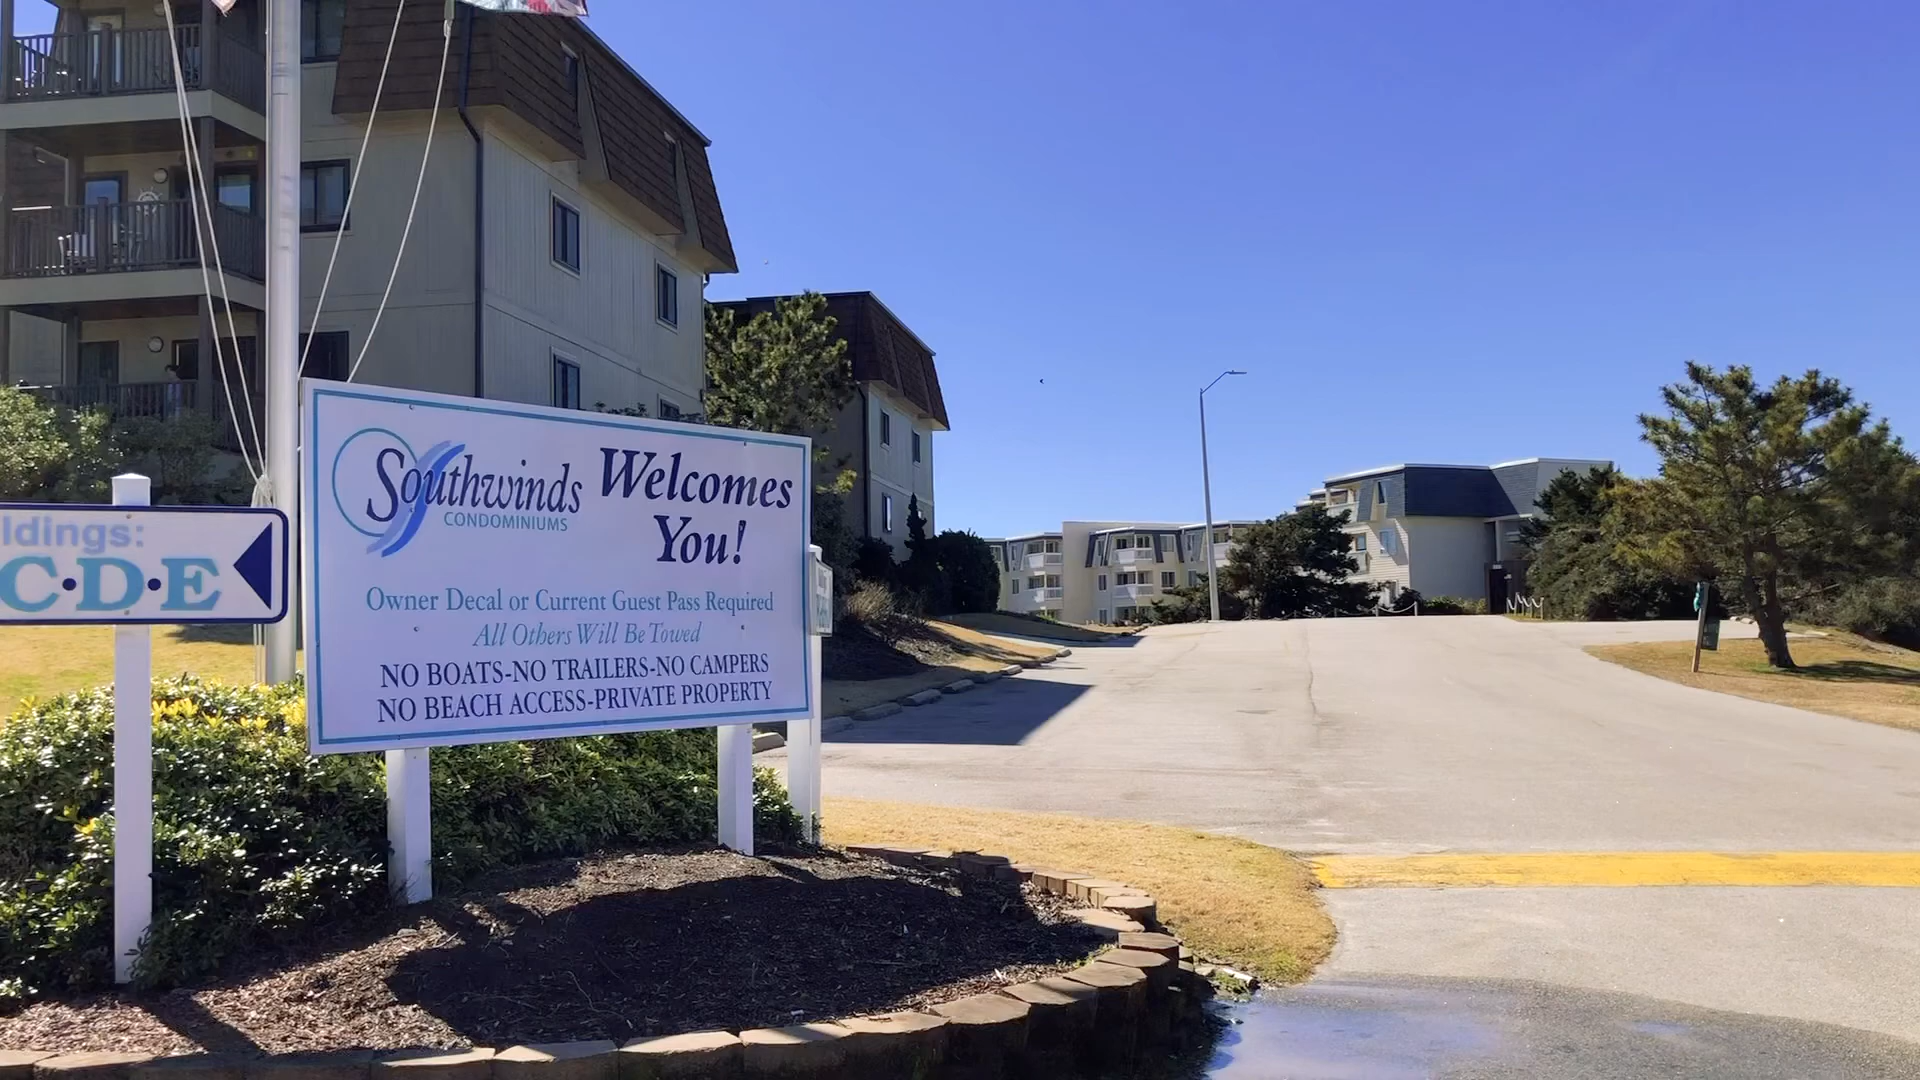 ldings:
C·D·E
Southwinds
CONDOMINIUMS
Welcomes
You!
Owner Decal or Current Guest Pass Required
All Others Will Be Towed
NO BOATS-NO TRAILERS-NO CAMPERS
NO BEACH ACCESS-PRIVATE PROPERTY